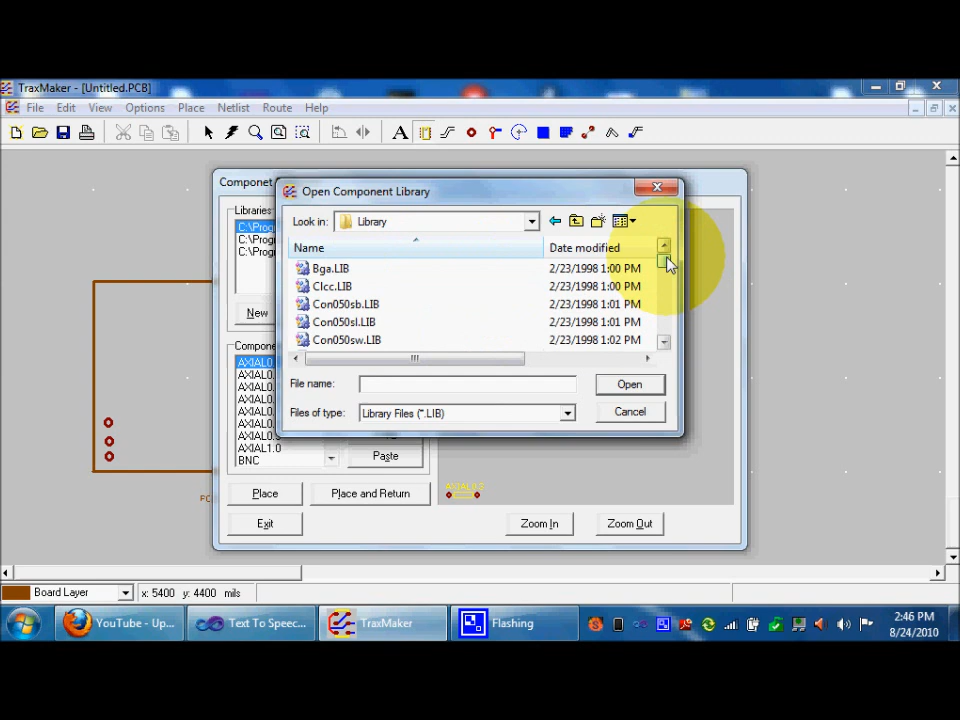 TraxMaker - [Untitled.PCB]
File Edit View Options Place Netlist Route Help
Open Component Library
Look in: Library
Name Date modified
Bga.LIB 2/23/1998 1:00 PM
Clcc.LIB 2/23/1998 1:00 PM
Con050sb.LIB 2/23/1998 1:01 PM
Con050sl.LIB 2/23/1998 1:01 PM
Con050sw.LIB 2/23/1998 1:02 PM
File name: Open
Files of type: Library Files (*.LIB) Cancel
Libraries
C:\Prog
C:\Prog
C:\Prog
New
AXIAL1.0
BNC
Paste
Place Place and Return
Exit Zoom In Zoom Out
Board Layer x: 5400 y: 4400 mils
YouTube - Up... Text To Speec... TraxMaker Flashing 2:46 PM
8/24/2010